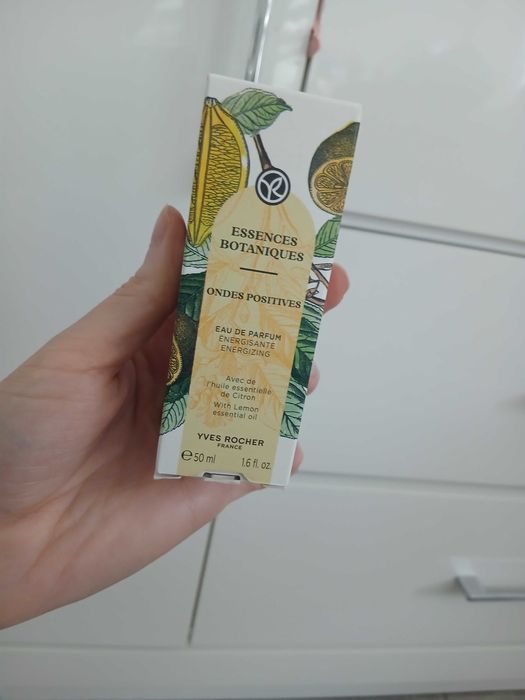 YR
ESSENCES
BOTANIQUES
ONDES POSITIVES
EAU DE PARFUM
ÉNERGISANTE
ENERGIZING
Avec de
l'huile essentielle
de Citron
With Lemon
essential oil
YVES ROCHER
FRANCE
℮50 ml 1.6 fl. oz.